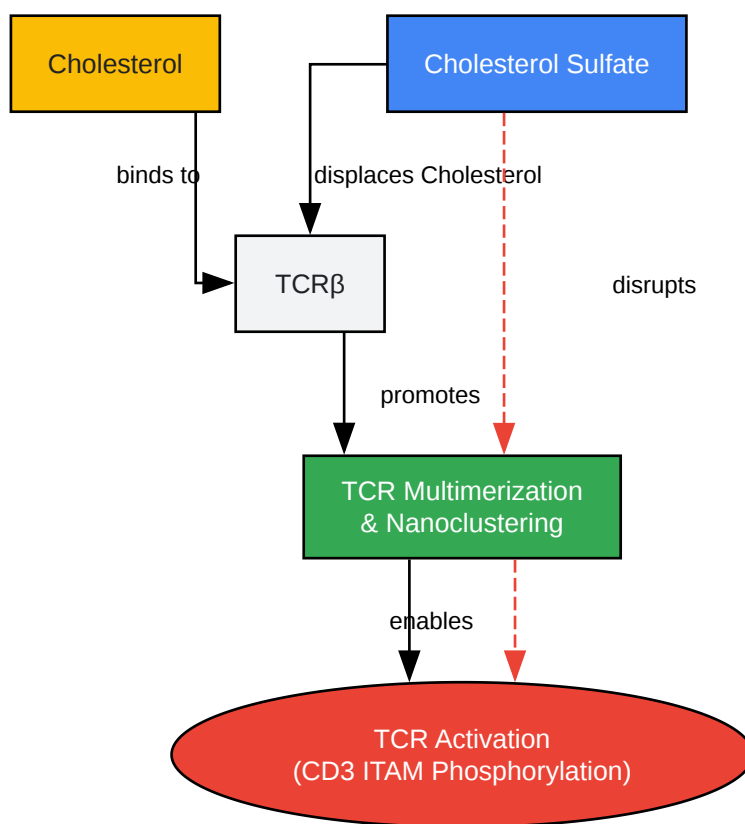 Cholesterol
Cholesterol Sulfate
binds to
displaces Cholesterol
TCRβ
disrupts
promotes
TCR Multimerization
& Nanoclustering
enables
TCR Activation
(CD3 ITAM Phosphorylation)